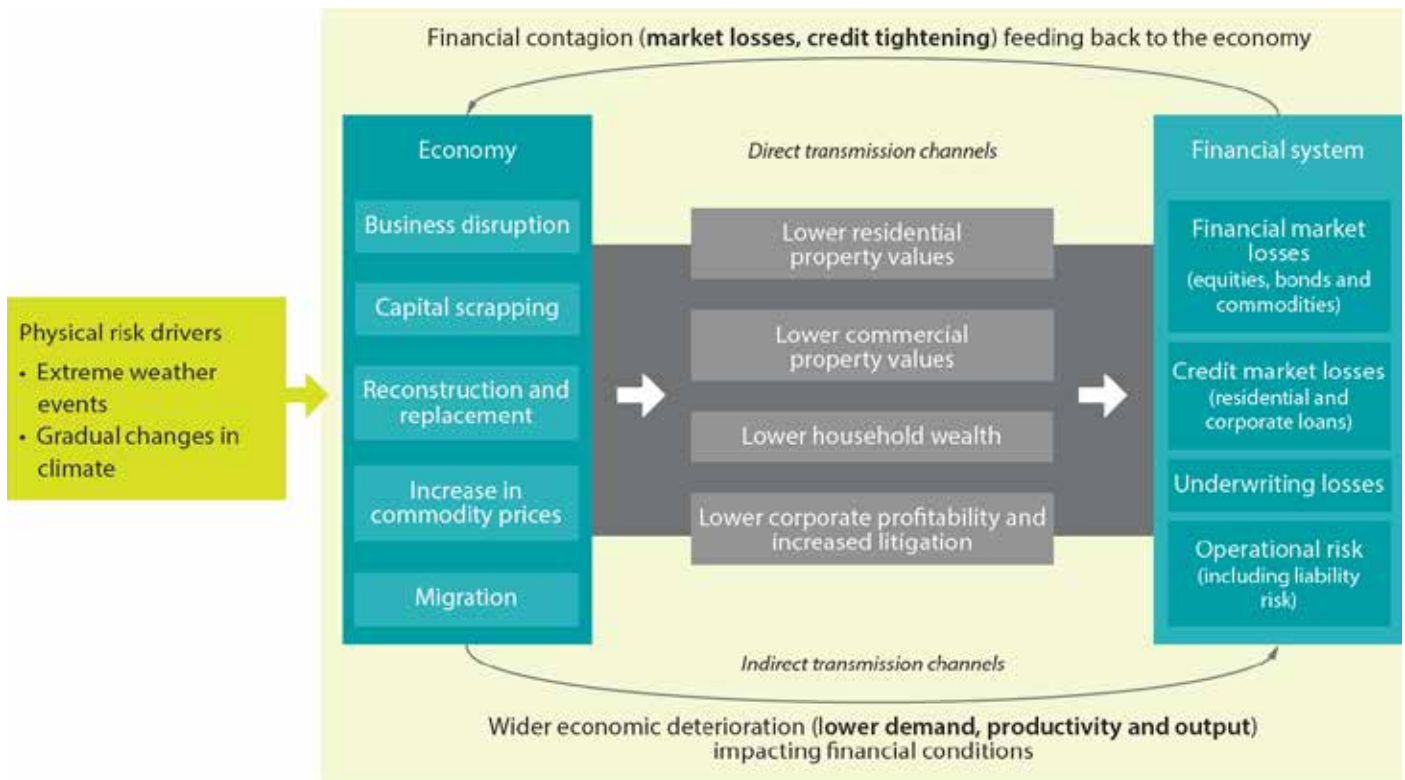 Financial contagion (market losses, credit tightening) feeding back to the economy
Economy
Direct transmission channels
Financial system
Business disruption
Capital scrapping
Reconstruction and
replacement
Increase in
commodity prices
Migration
Physical risk drivers
• Extreme weather
events
• Gradual changes in
climate
Lower residential
property values
Lower commercial
property values
Lower household wealth
Lower corporate profitability and
increased litigation
Financial market
losses
(equities, bonds and
commodities)
Credit market losses
(residential and
corporate loans)
Underwriting losses
Operational risk
(including liability
risk)
Indirect transmission channels
Wider economic deterioration (lower demand, productivity and output)
impacting financial conditions